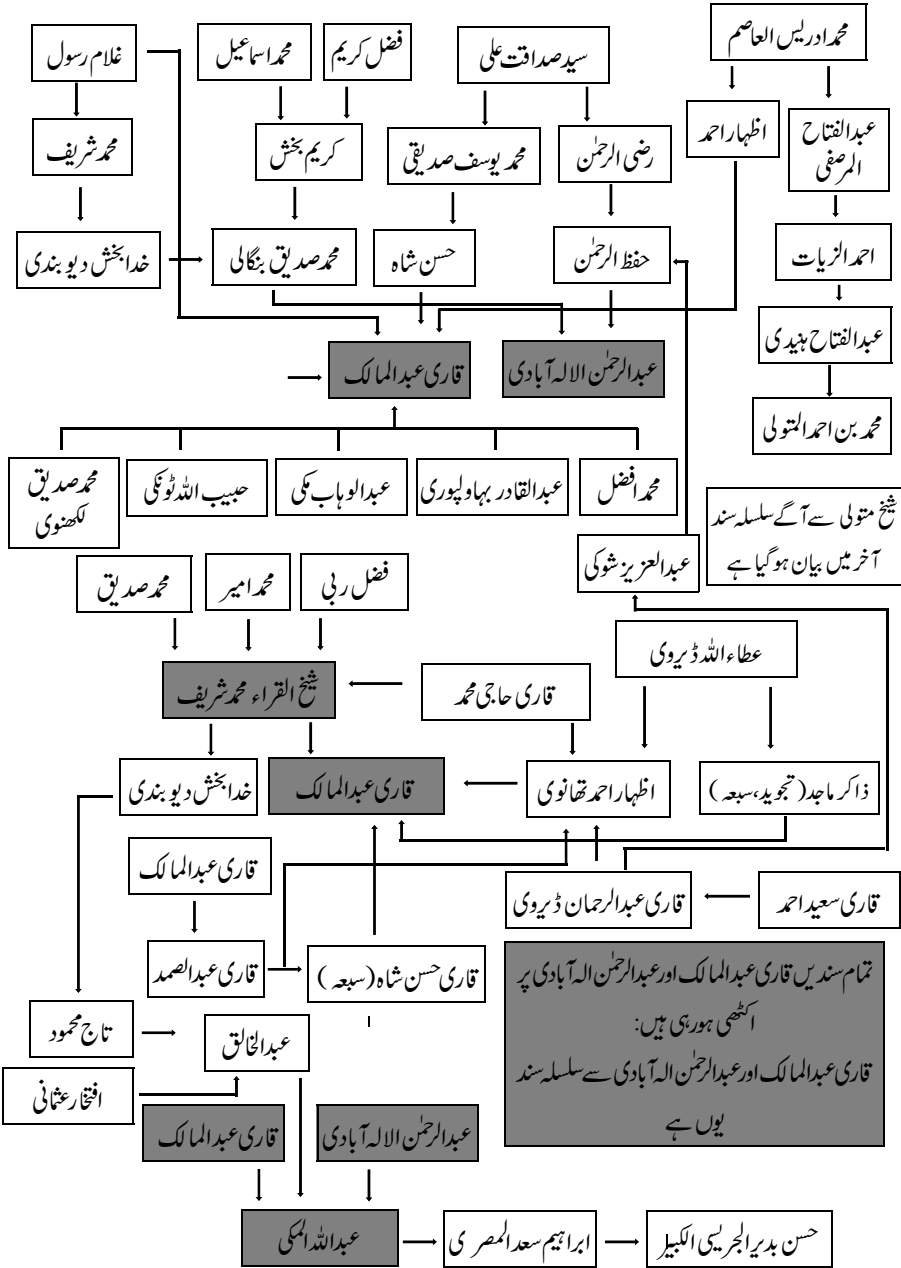 محمد ادریس العاصم
غلام رسول
محمد اسماعیل
فضل کریم
سید صداقت علی
اظہار احمد
عبدالفتاح
المرصفی
محمد شریف
کریم بخش
محمد یوسف صدیقی
رضی الرحمٰن
احمد الزیات
خدا بخش دیوبندی
محمد صدیق بنگالی
حسن شاہ
حفظ الرحمٰن
عبدالفتاح ہنیدی
قاری عبدالمالک
عبدالرحمٰن الالہ آبادی
محمد بن احمد المتولی
محمد صدیق
لکھنوی
حبیب اللہ ٹونکی
عبدالوہاب مکی
عبدالقادر بہاولپوری
محمد افضل
شیخ متولی سے آگے سلسلہ سند
آخر میں بیان ہوگیا ہے
عبدالعزیز شوکی
محمد صدیق
محمد امیر
فضل ربی
عطاء اللہ ڈیروی
شیخ القراء محمد شریف
قاری حاجی محمد
خدا بخش دیوبندی
قاری عبدالمالک
اظہار احمد تھانوی
ذاکر ماجد (تجوید، سبعہ)
قاری عبدالمالک
قاری عبدالرحمان ڈیروی
قاری سعید احمد
قاری عبدالصمد
قاری حسن شاہ (سبعہ)
تمام سندیں قاری عبدالمالک اور عبدالرحمٰن الہ آبادی پر
اکٹھی ہورہی ہیں:
قاری عبدالمالک اور عبدالرحمٰن الہ آبادی سے سلسلہ سند
یوں ہے
تاج محمود
عبدالخالق
افتخار عثمانی
قاری عبدالمالک
عبدالرحمٰن الالہ آبادی
عبداللہ المکی
ابراہیم سعد المصری
حسن بدیر الجریسی الکبیر